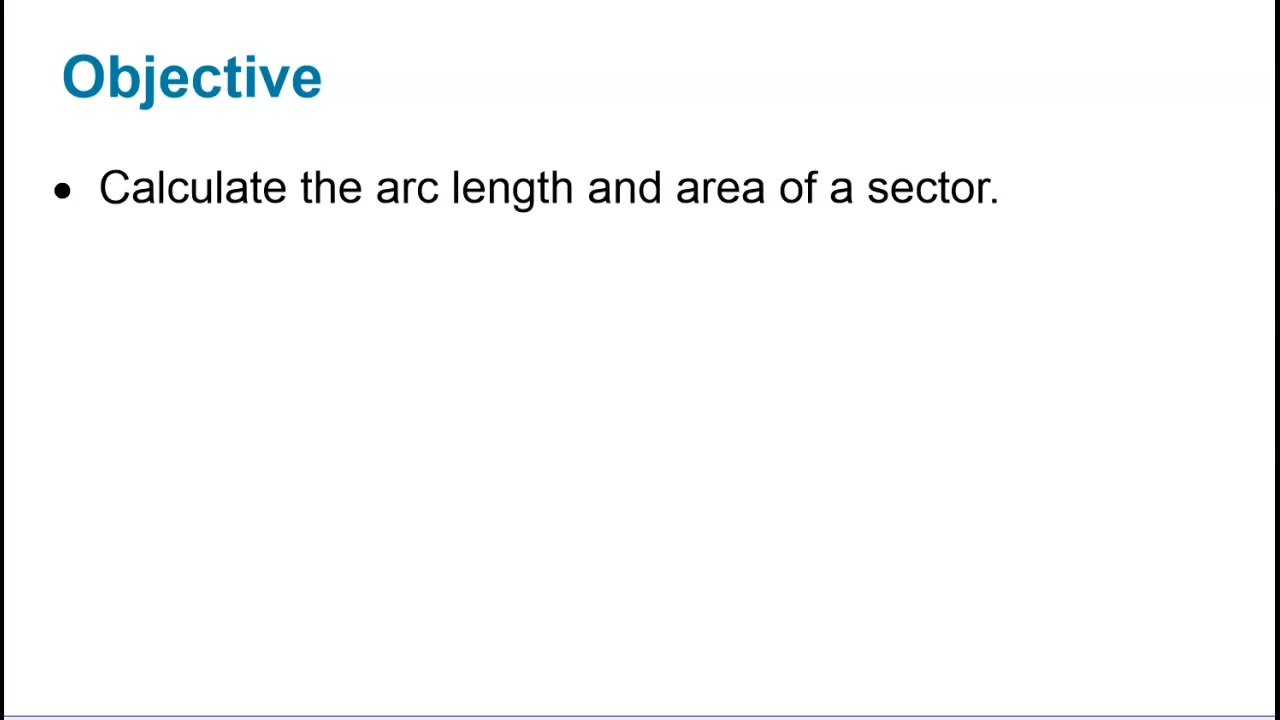 Objective
• Calculate the arc length and area of a sector.